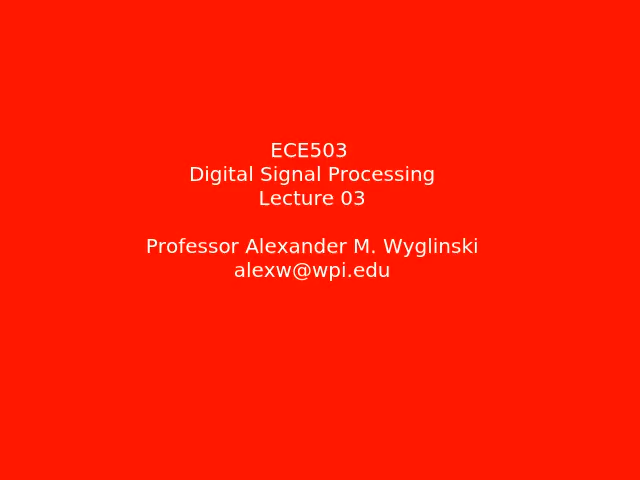 ECE503
Digital Signal Processing
Lecture 03
Professor Alexander M. Wyglinski
alexw@wpi.edu